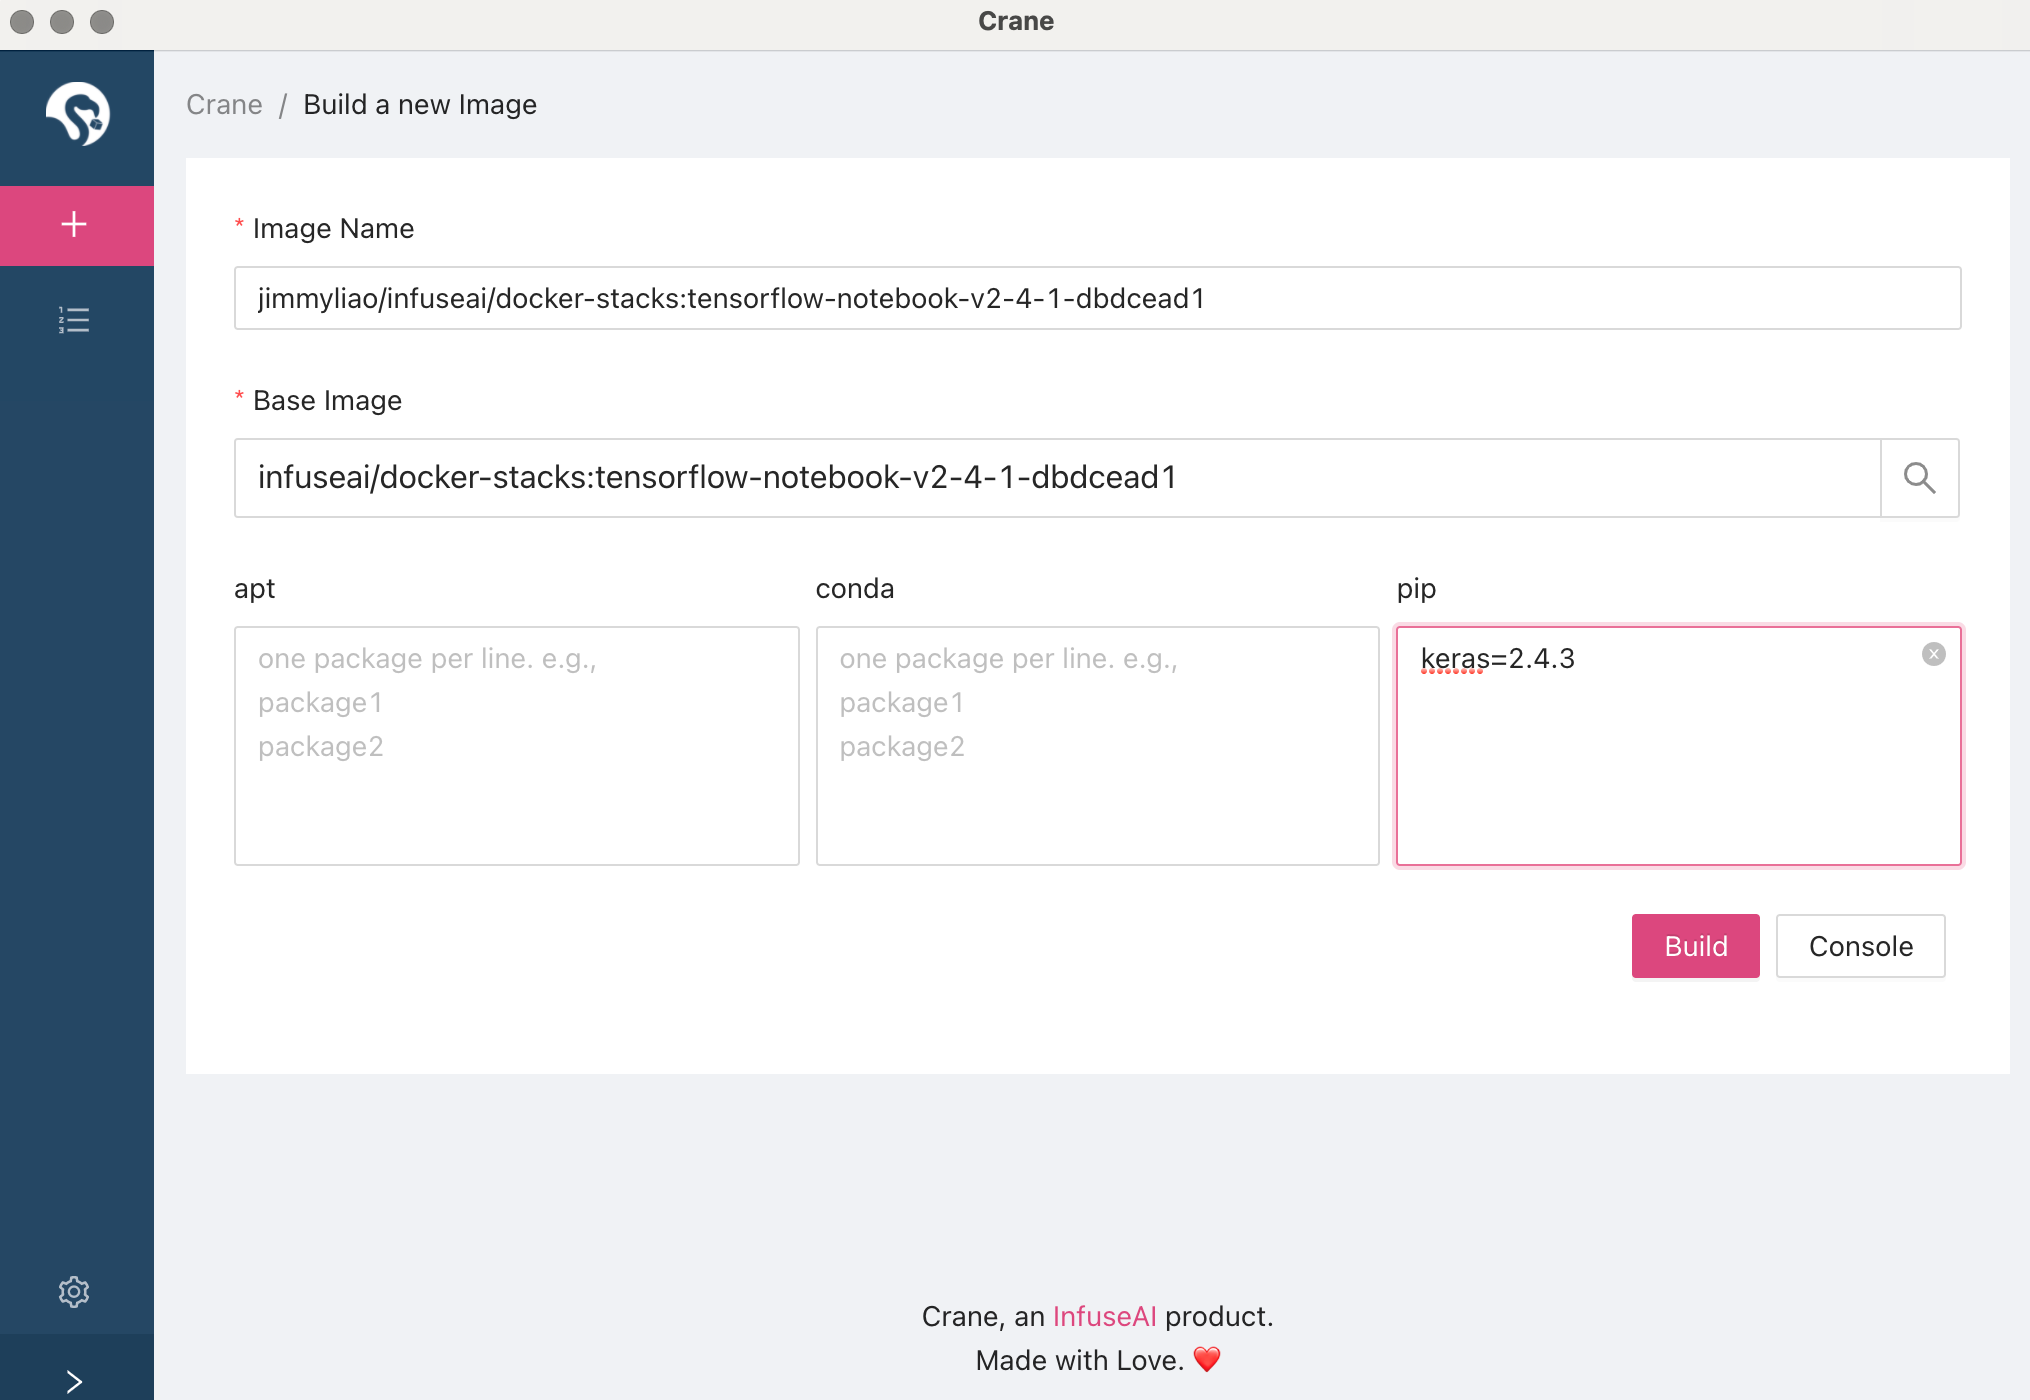 Crane
Crane / Build a new Image
* Image Name
jimmyliao/infuseai/docker-stacks:tensorflow-notebook-v2-4-1-dbdcead1
* Base Image
infuseai/docker-stacks:tensorflow-notebook-v2-4-1-dbdcead1
apt
one package per line. e.g.,
package1
package2
conda
one package per line. e.g.,
package1
package2
pip
keras=2.4.3
Build
Console
Crane, an InfuseAI product.
Made with Love. ❤️